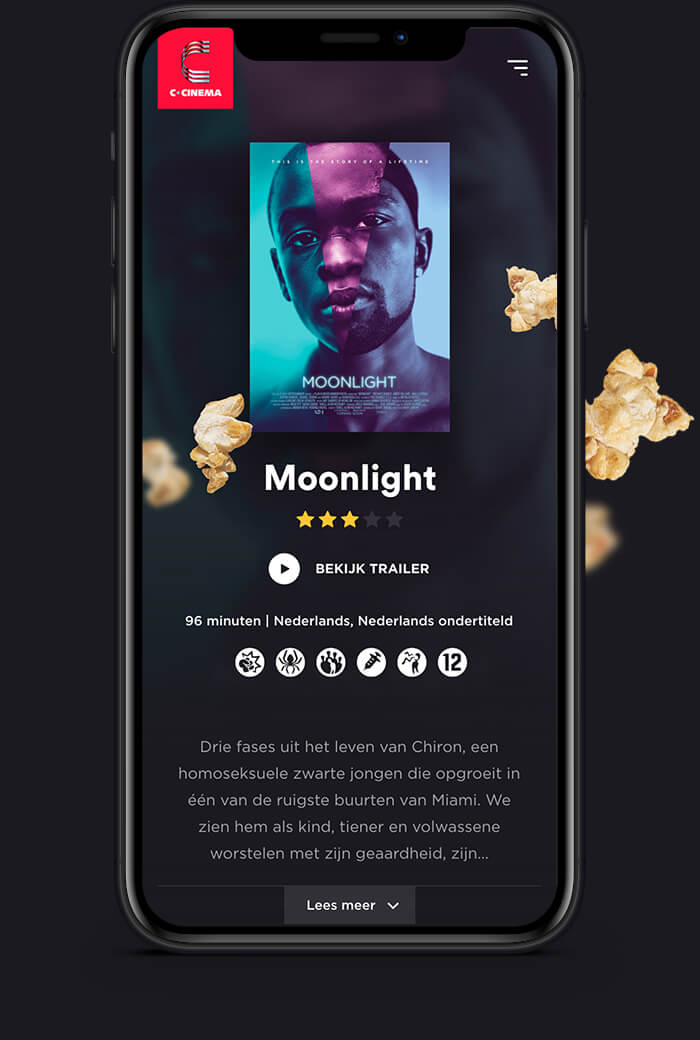 C•CINEMA
THIS IS THE STORY OF A LIFETIME
MOONLIGHT
Moonlight
BEKIJK TRAILER
96 minuten | Nederlands, Nederlands ondertiteld
12
Drie fases uit het leven van Chiron, een
homoseksuele zwarte jongen die opgroeit in
één van de ruigste buurten van Miami. We
zien hem als kind, tiener en volwassene
worstelen met zijn geaardheid, zijn...
Lees meer